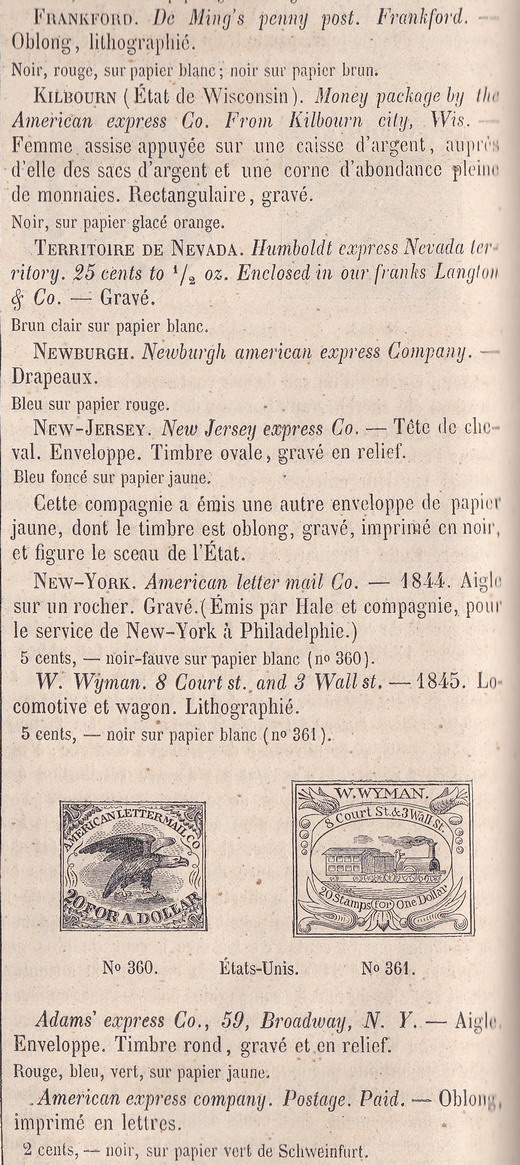 FRANKFORD. De Ming's penny post. Frankford. —
Oblong, lithographié.
Noir, rouge, sur papier blanc; noir sur papier brun.
KILBOURN (État de Wisconsin). Money package by the
American express Co. From Kilbourn city, Wis. —
Femme assise appuyée sur une caisse d'argent, auprès
d'elle des sacs d'argent et une corne d'abondance pleine
de monnaies. Rectangulaire, gravé.
Noir, sur papier glacé orange.
TERRITOIRE DE NEVADA. Humboldt express Nevada ter-
ritory. 25 cents to 1/2 oz. Enclosed in our franks Langton
& Co. — Gravé.
Brun clair sur papier blanc.
NEWBURGH. Newburgh american express Company. —
Drapeaux.
Bleu sur papier rouge.
NEW-JERSEY. New Jersey express Co. — Tête de che-
val. Enveloppe. Timbre ovale, gravé en relief.
Bleu foncé sur papier jaune.
Cette compagnie a émis une autre enveloppe de papier
jaune, dont le timbre est oblong, gravé, imprimé en noir,
et figure le sceau de l'État.
NEW-YORK. American letter mail Co. — 1844. Aigle
sur un rocher. Gravé.(Émis par Hale et compagnie, pour
le service de New-York à Philadelphie.)
5 cents, — noir-fauve sur papier blanc (no 360).
W. Wyman. 8 Court st. and 3 Wall st. — 1845. Lo-
comotive et wagon. Lithographié.
5 cents, — noir sur papier blanc (no 361).
AMERICAN LETTER MAIL CO
20 FOR A DOLLAR
W. WYMAN.
8 Court St. & 3 Wall St.
20 Stamps (for) One Dollar
No 360. États-Unis. No 361.
Adams' express Co., 59, Broadway, N. Y. — Aigle.
Enveloppe. Timbre rond, gravé et en relief.
Rouge, bleu, vert, sur papier jaune.
American express company. Postage. Paid. — Oblong,
imprimé en lettres.
2 cents, — noir, sur papier vert de Schweinfurt.